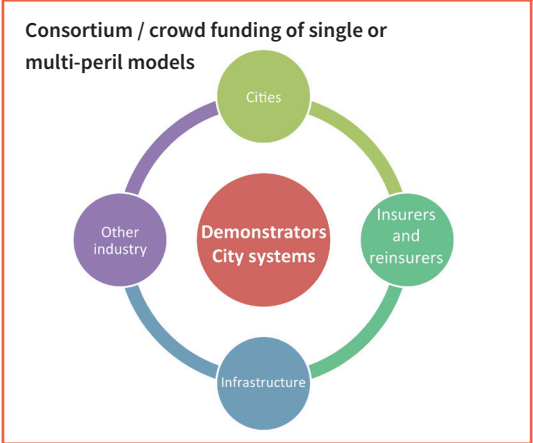 Consortium / crowd funding of single or
multi-peril models
Cities
Other
industry
Demonstrators
City systems
Insurers
and
reinsurers
Infrastructure